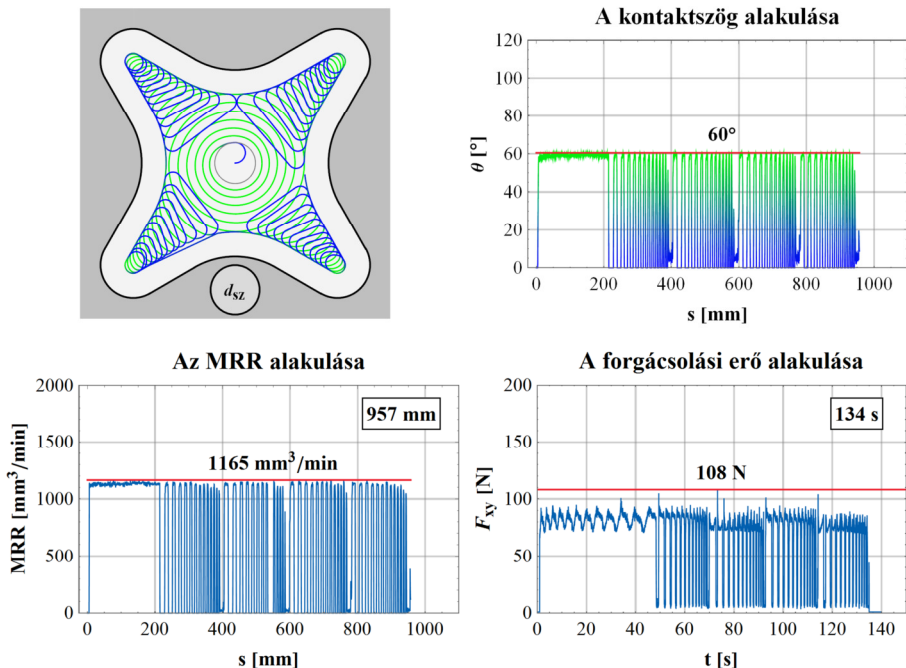 d_sz
A kontaktszög alakulása
120
100
80
60
40
20
0
θ [°]
60°
0 200 400 600 800 1000
s [mm]
Az MRR alakulása
2000
1500
1000
500
0
MRR [mm³/min]
957 mm
1165 mm³/min
0 200 400 600 800 1000
s [mm]
A forgácsolási erő alakulása
200
150
100
50
0
F_xy [N]
134 s
108 N
0 20 40 60 80 100 120 140
t [s]